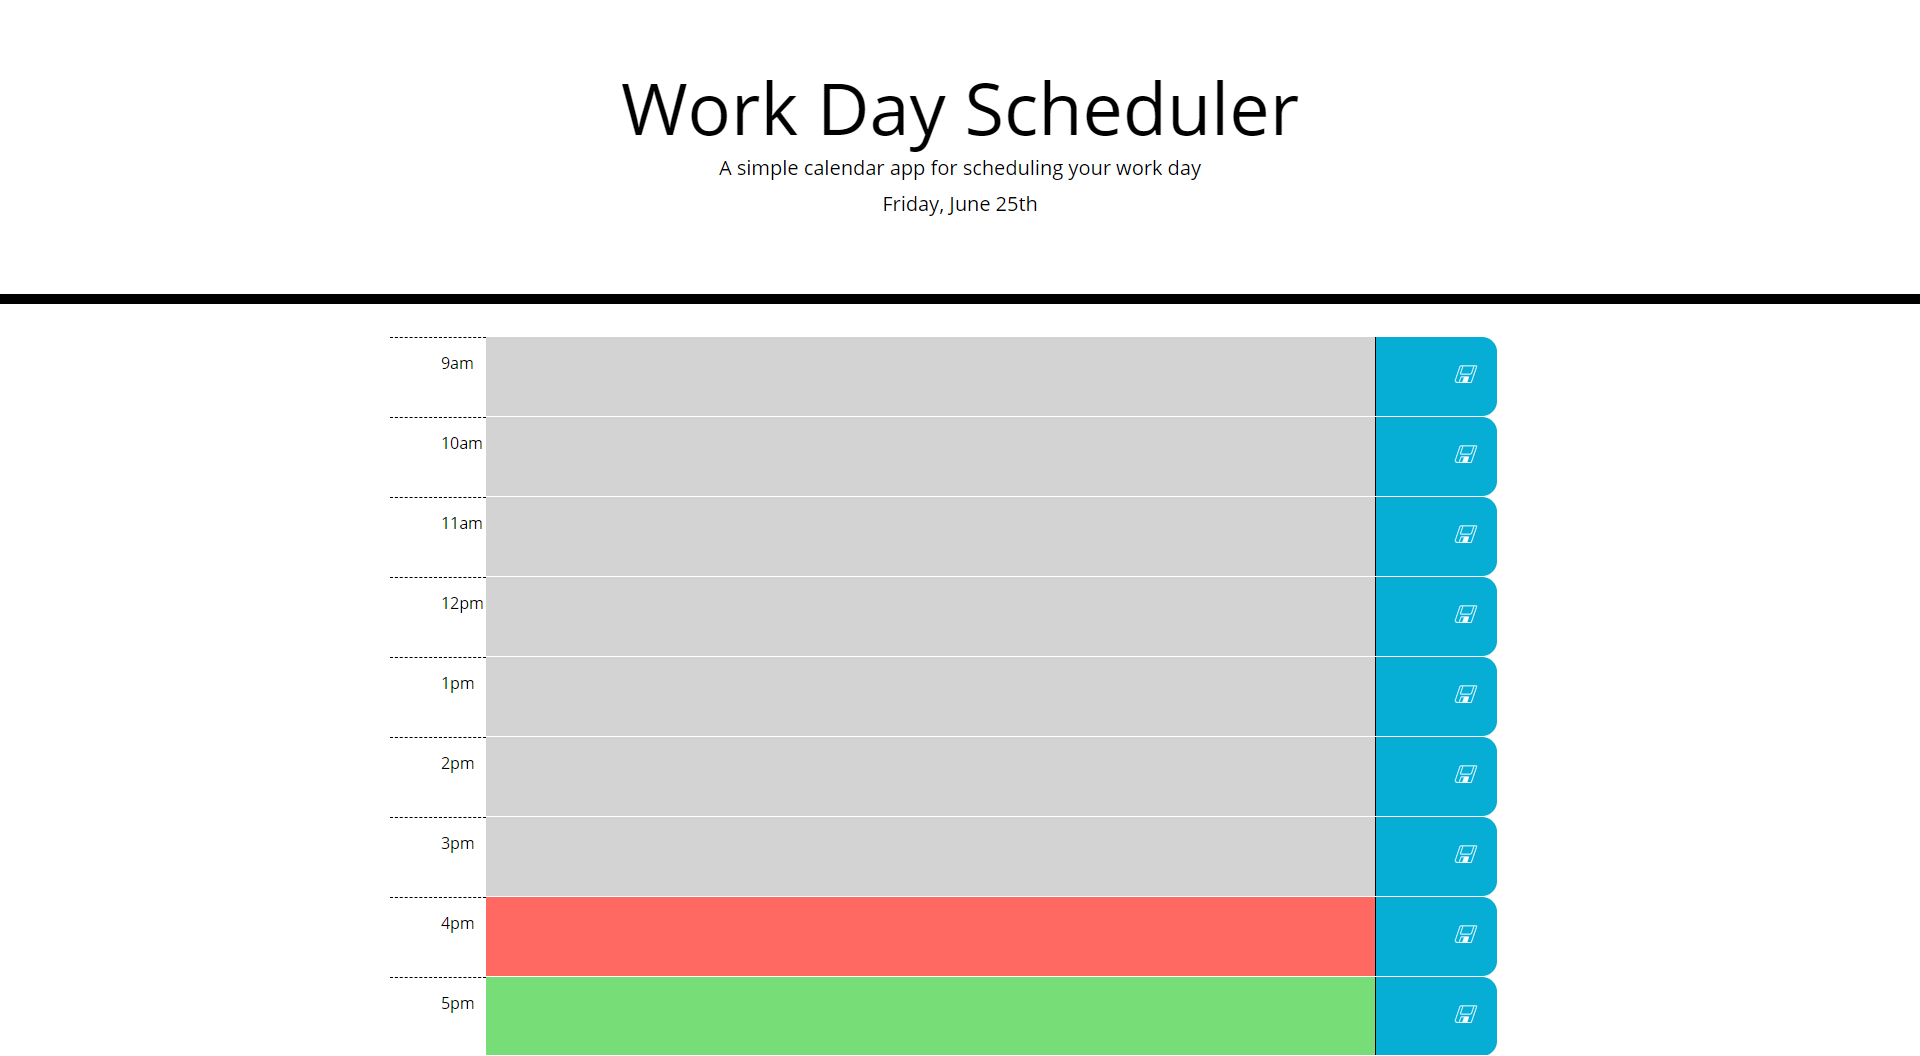 Work Day Scheduler
A simple calendar app for scheduling your work day
Friday, June 25th
9am
10am
11am
12pm
1pm
2pm
3pm
4pm
5pm